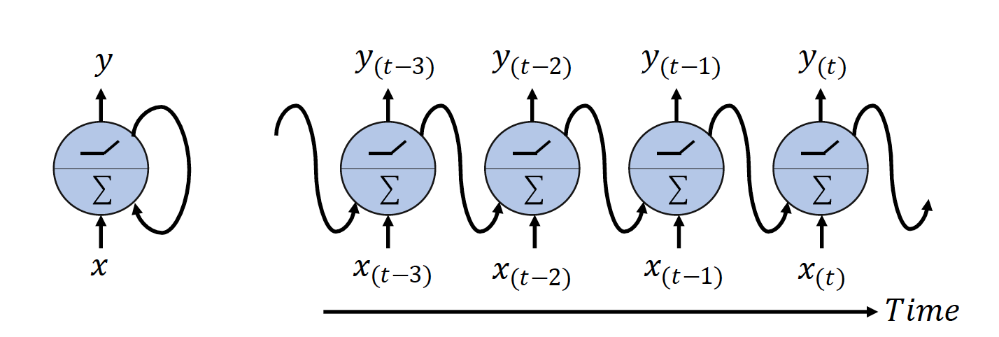 y y(t−3) y(t−2) y(t−1) y(t)
∑ ∑ ∑ ∑ ∑
x x(t−3) x(t−2) x(t−1) x(t)
Time